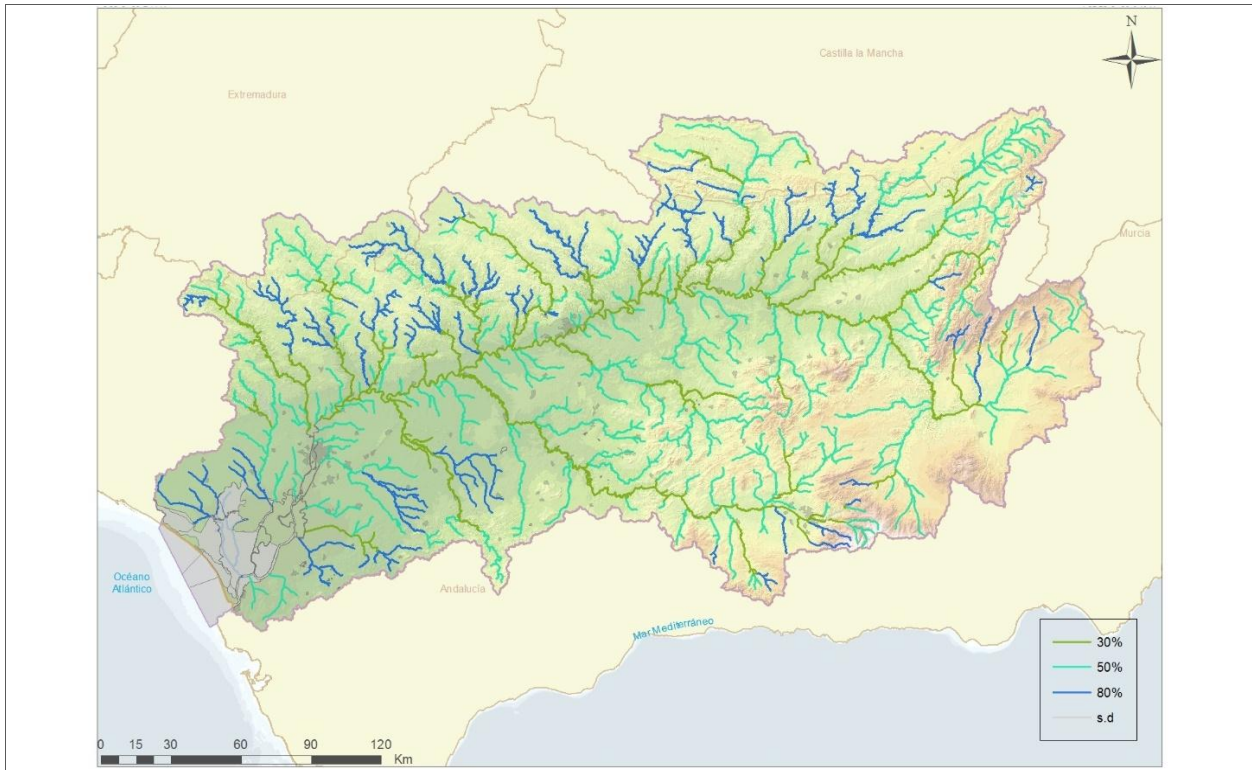 N
Castilla la Mancha
Extremadura
Murcia
Océano
Atlántico
Andalucía
Mar Mediterráneo
30%
50%
80%
s.d
0 15 30 60 90 120
Km